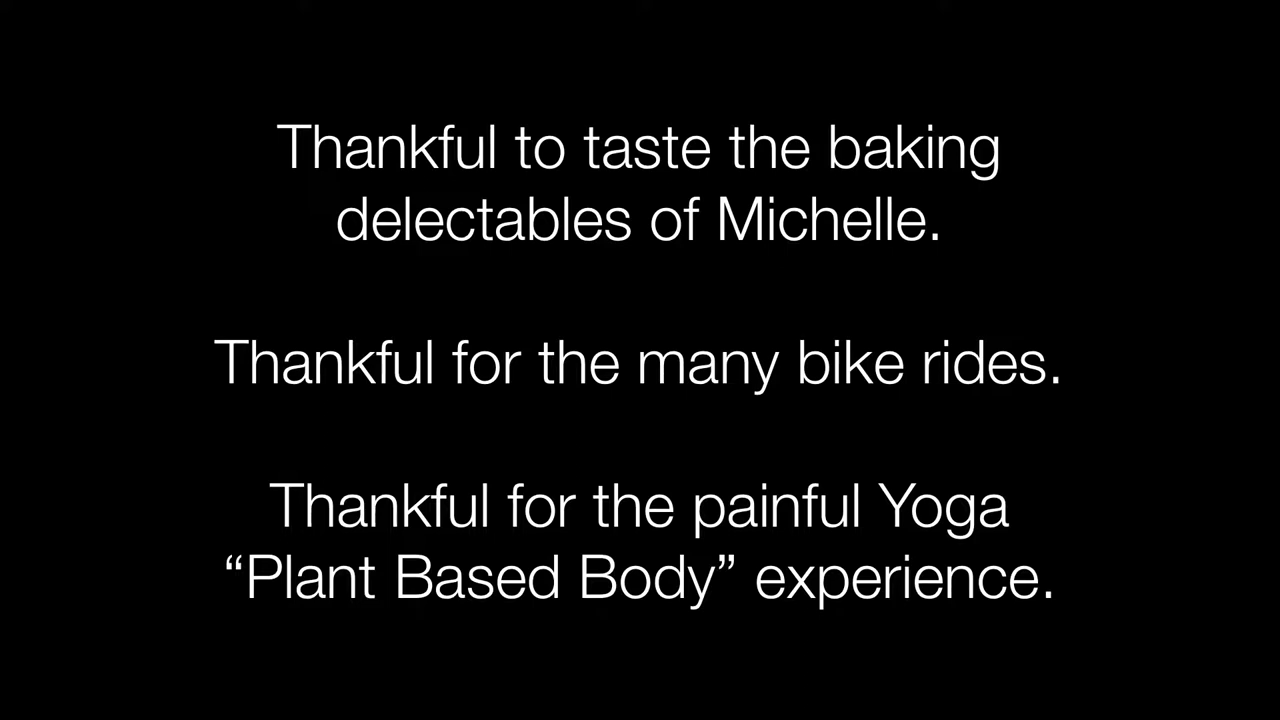 Thankful to taste the baking
delectables of Michelle.
Thankful for the many bike rides.
Thankful for the painful Yoga
“Plant Based Body” experience.